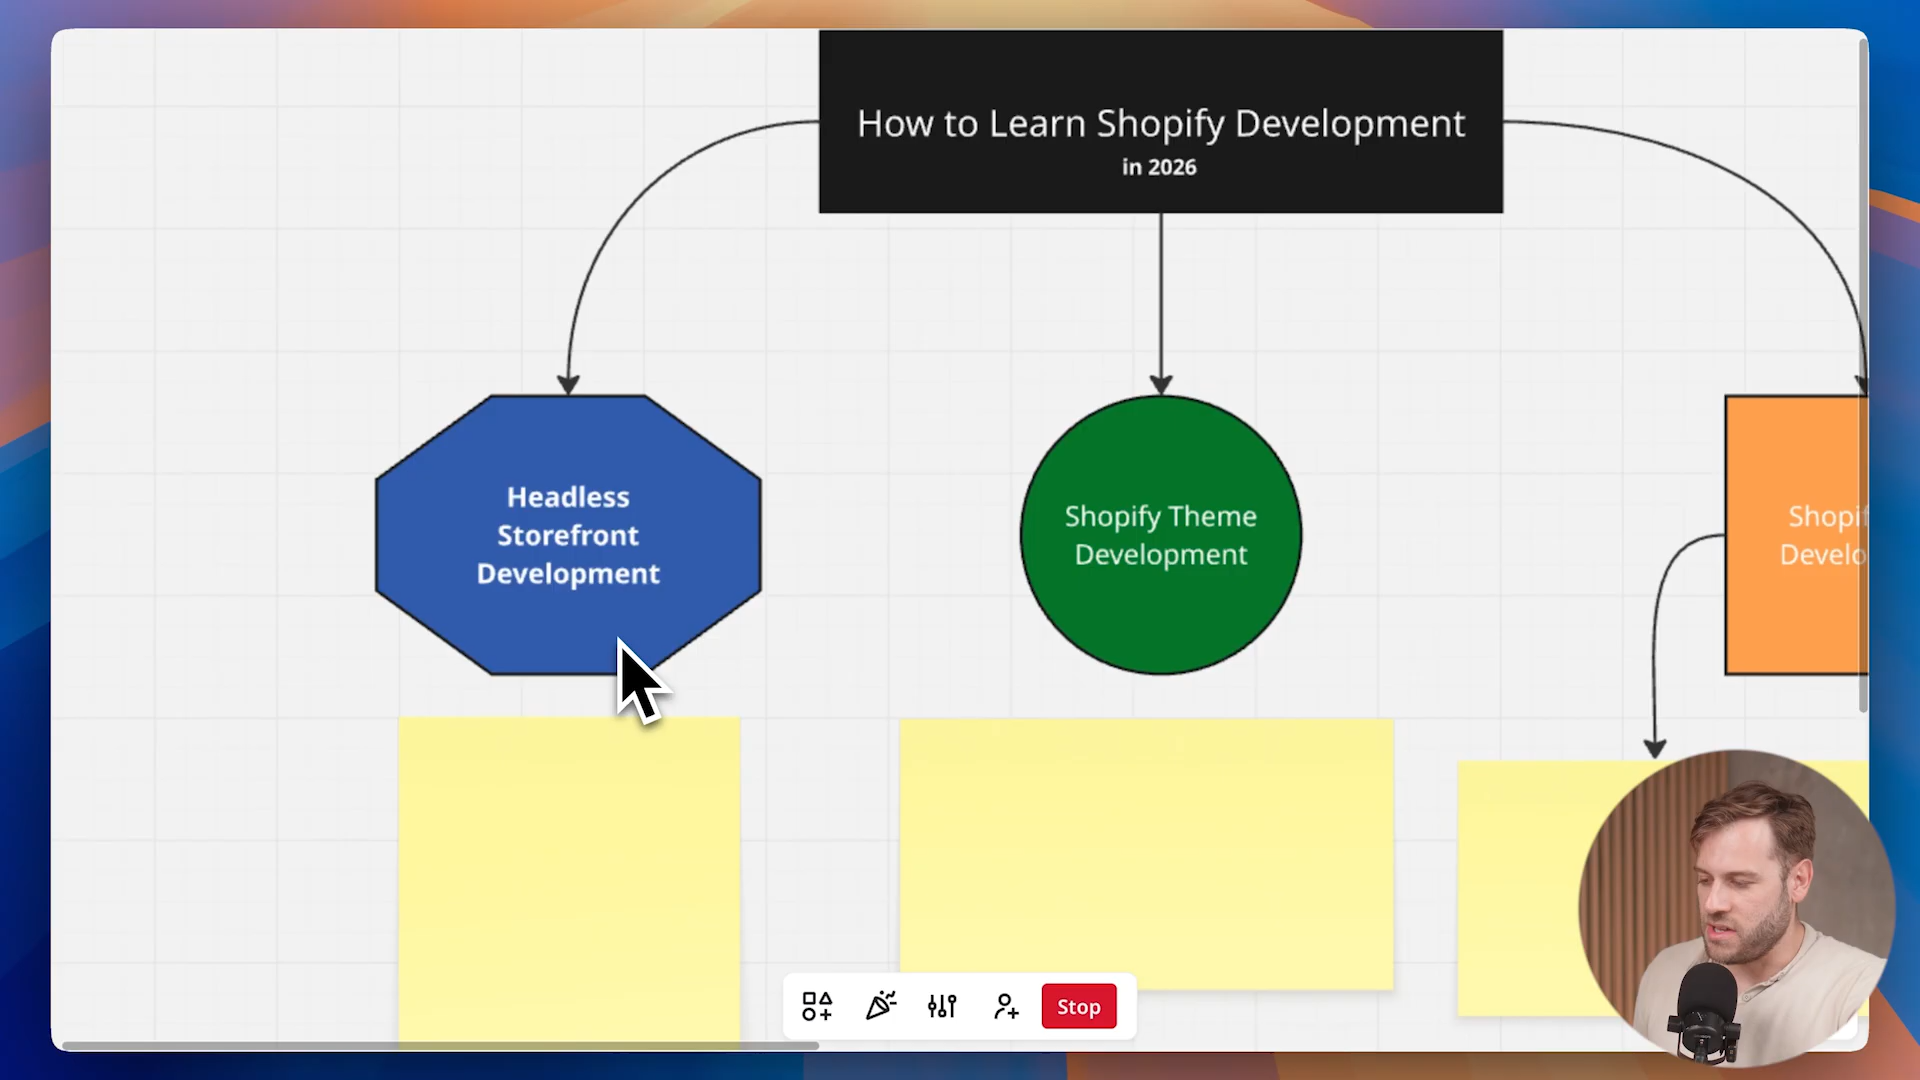 How to Learn Shopify Development
in 2026
Headless
Storefront
Development
Shopify Theme
Development
Stop